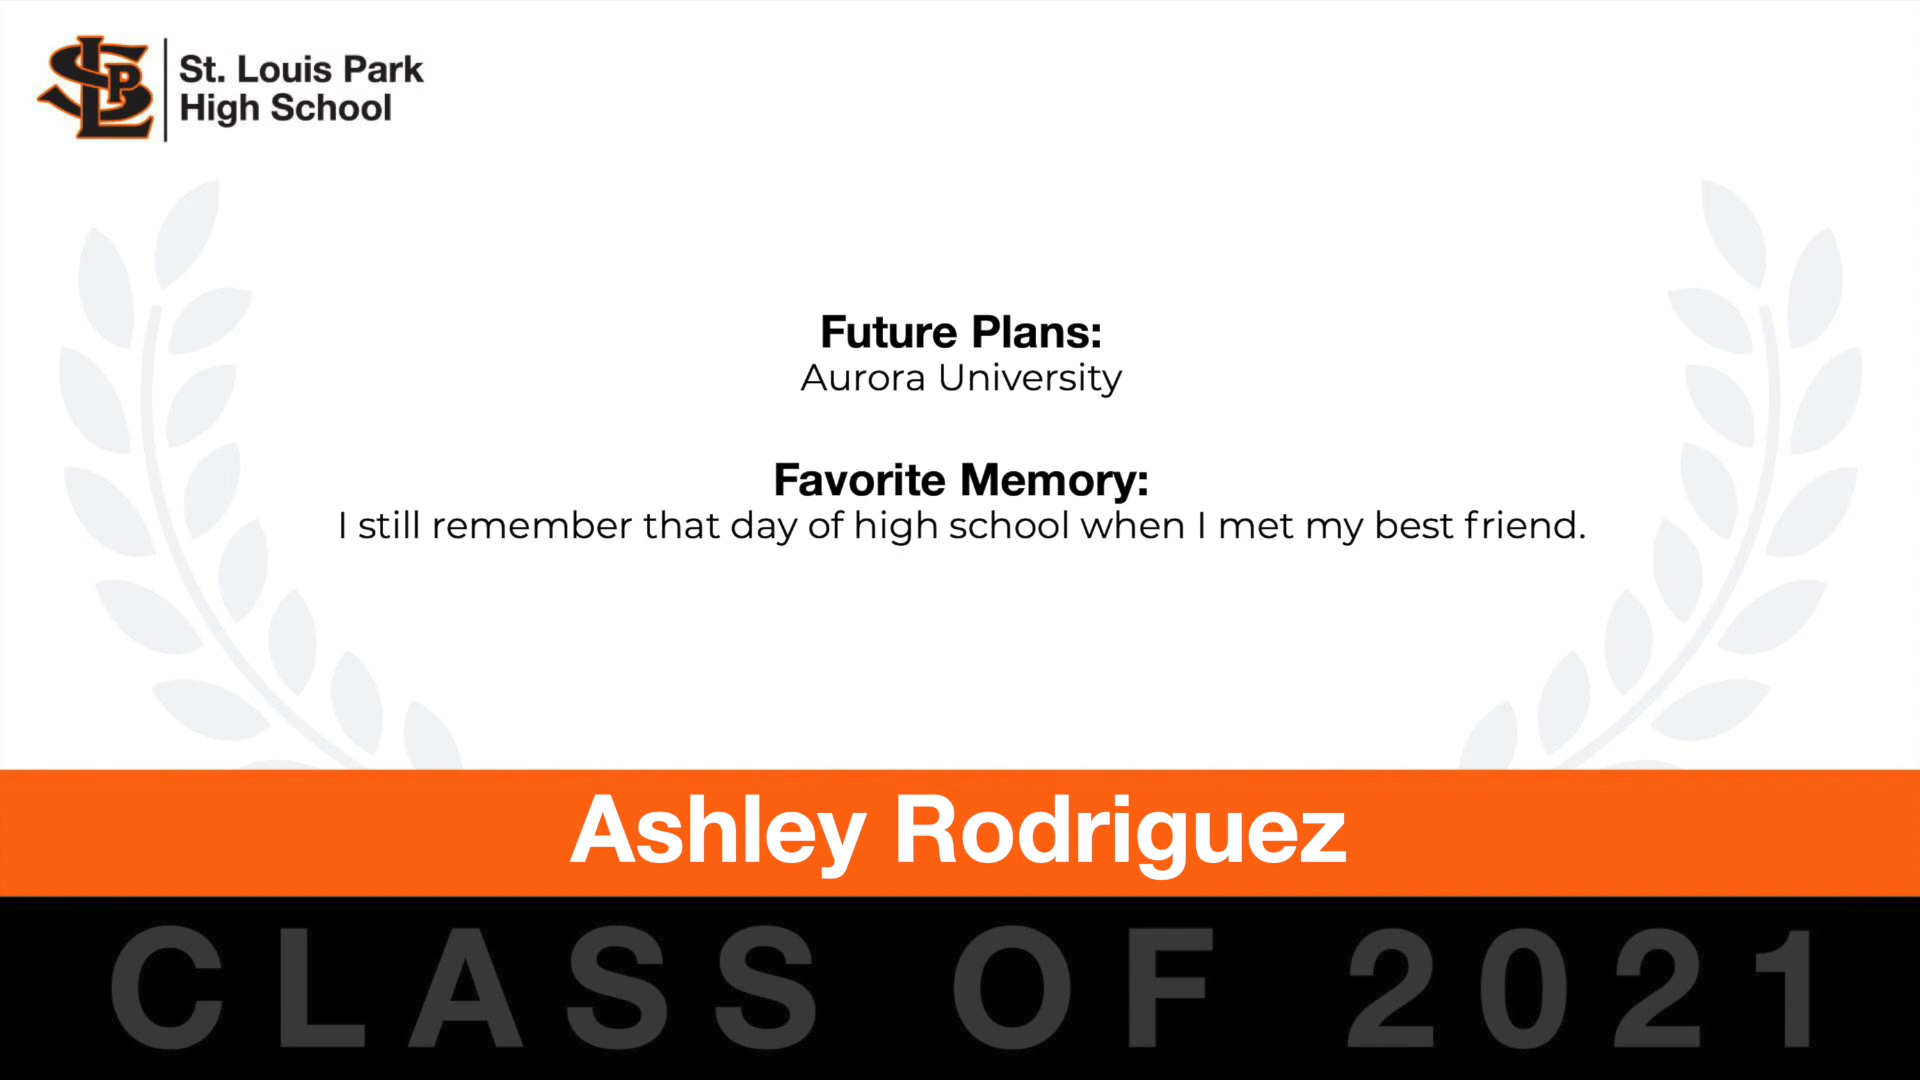 SLP
St. Louis Park
High School
Future Plans:
Aurora University
Favorite Memory:
I still remember that day of high school when I met my best friend.
Ashley Rodriguez
CLASS OF 2021